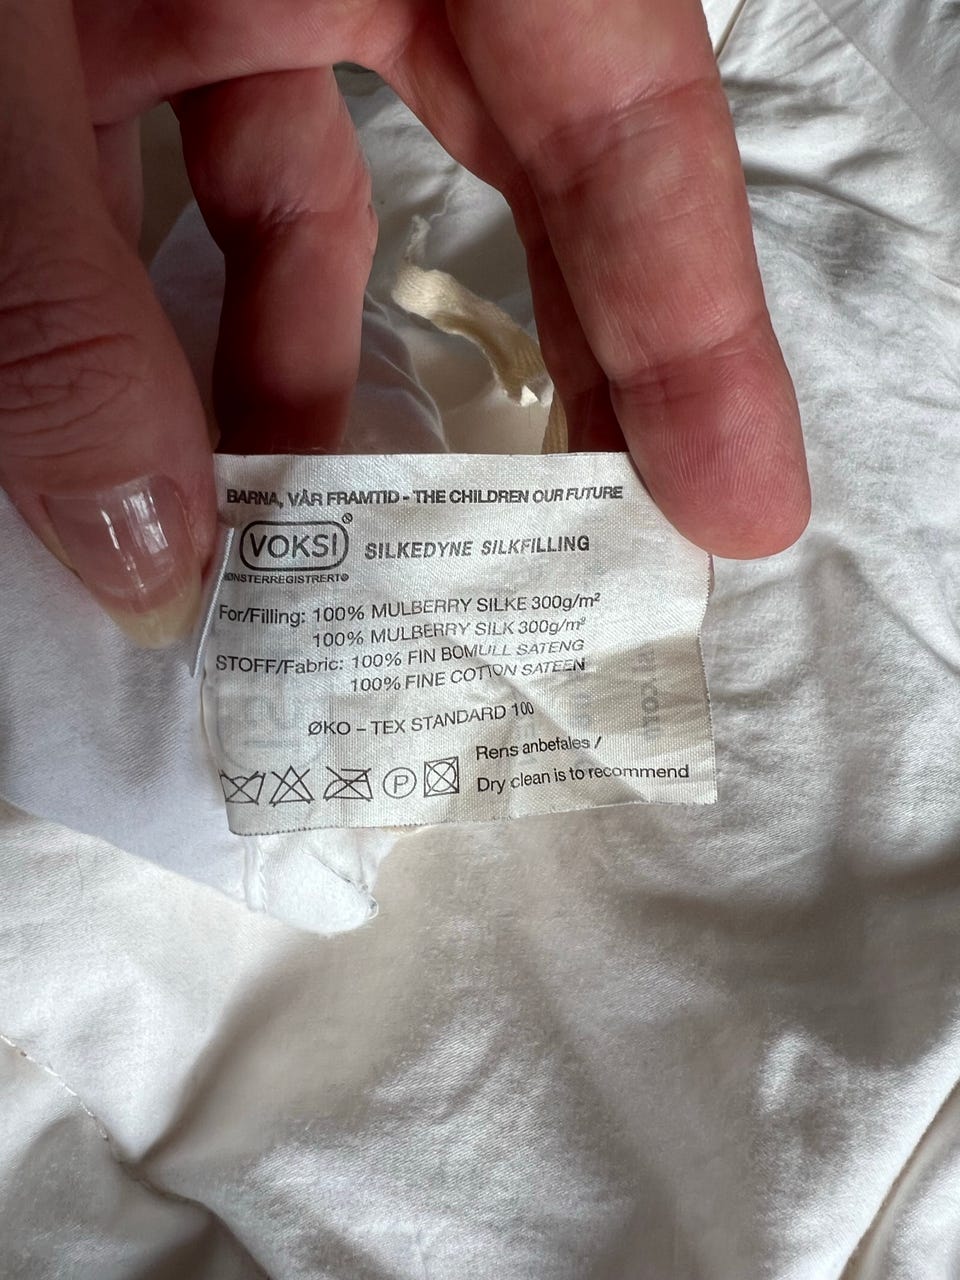 BARNA, VÅR FRAMTID - THE CHILDREN OUR FUTURE
VOKSI
SILKEDYNE SILKFILLING
MØNSTERREGISTRERT®
For/Filling: 100% MULBERRY SILKE 300g/m²
100% MULBERRY SILK 300g/m²
STOFF/Fabric: 100% FIN BOMULL SATENG
100% FINE COTTON SATEEN
ØKO – TEX STANDARD 100
Rens anbefales /
P
Dry clean is to recommend